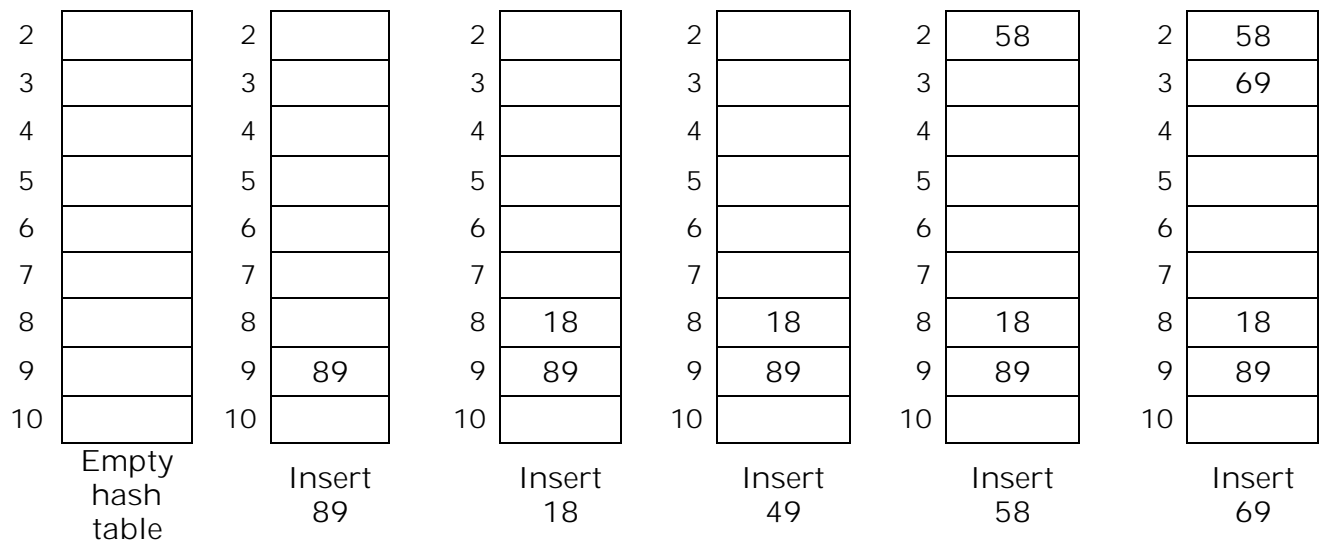 2 2 2 2 2 58 2 58
3 3 3 3 3 3 69
4 4 4 4 4 4
5 5 5 5 5 5
6 6 6 6 6 6
7 7 7 7 7 7
8 8 8 18 8 18 8 18 8 18
9 9 89 9 89 9 89 9 89 9 89
10 10 10 10 10 10
Empty
hash
table
Insert
89
Insert
18
Insert
49
Insert
58
Insert
69